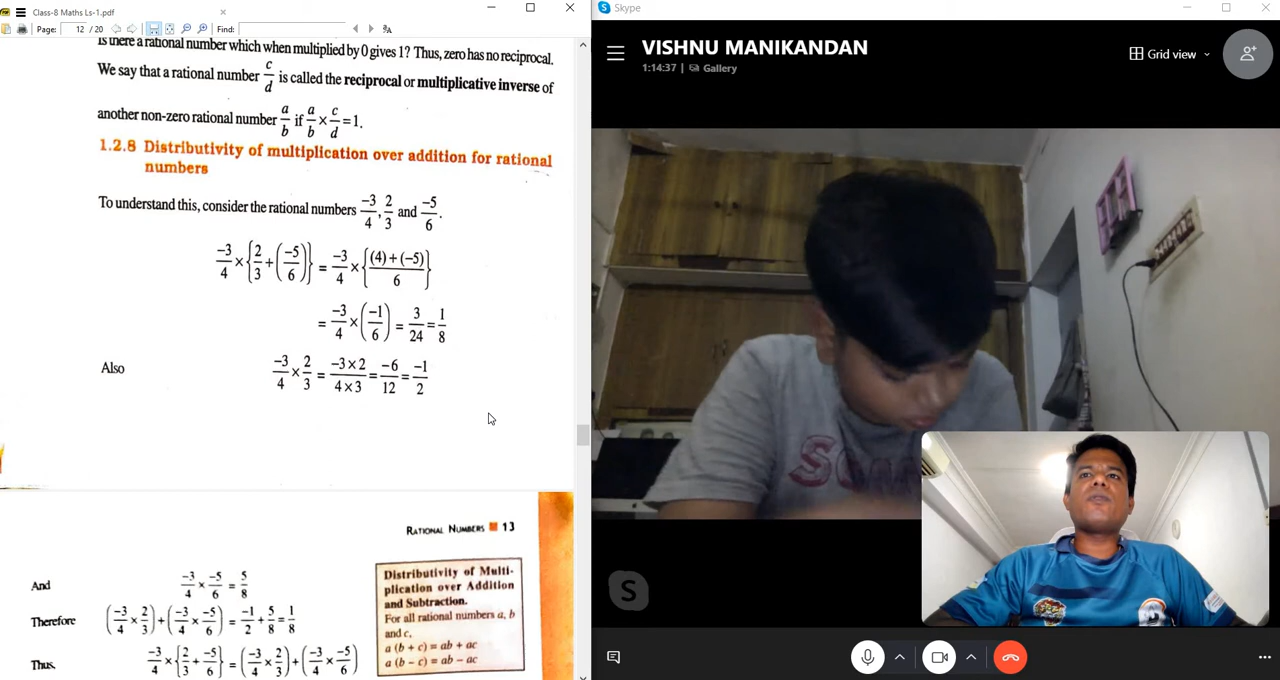 Class-8 Maths Ls-1.pdf
Page: 12 / 20 Find:
Is there a rational number which when multiplied by 0 gives 1? Thus, zero has no reciprocal.
We say that a rational number c/d is called the reciprocal or multiplicative inverse of
another non-zero rational number a/b if a/b × c/d = 1.
1.2.8 Distributivity of multiplication over addition for rational
numbers
To understand this, consider the rational numbers -3/4, 2/3 and -5/6.
-3/4 × {2/3 + (-5/6)} = -3/4 × {(4) + (-5)/6}
= -3/4 × (-1/6) = 3/24 = 1/8
Also -3/4 × 2/3 = -3 × 2/4 × 3 = -6/12 = -1/2
RATIONAL NUMBERS 13
And -3/4 × -5/6 = 5/8
Therefore (-3/4 × 2/3) + (-3/4 × -5/6) = -1/2 + 5/8 = 1/8
Thus, -3/4 × {2/3 + -5/6} = (-3/4 × 2/3) + (-3/4 × -5/6)
Distributivity of Multi-
plication over Addition
and Subtraction.
For all rational numbers a, b
and c,
a (b + c) = ab + ac
a (b – c) = ab – ac
Skype
VISHNU MANIKANDAN
1:14:37 | Gallery
Grid view
S